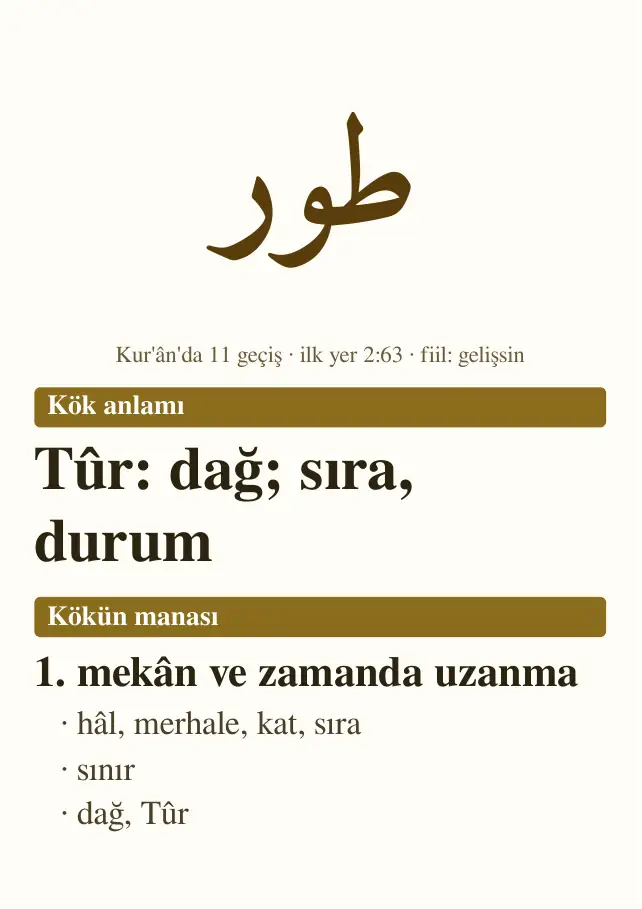 طور
Kur'ân'da 11 geçiş · ilk yer 2:63 · fiil: gelişsin
Kök anlamı
Tûr: dağ; sıra,
durum
Kökün manası
1. mekân ve zamanda uzanma
· hâl, merhale, kat, sıra
· sınır
· dağ, Tûr